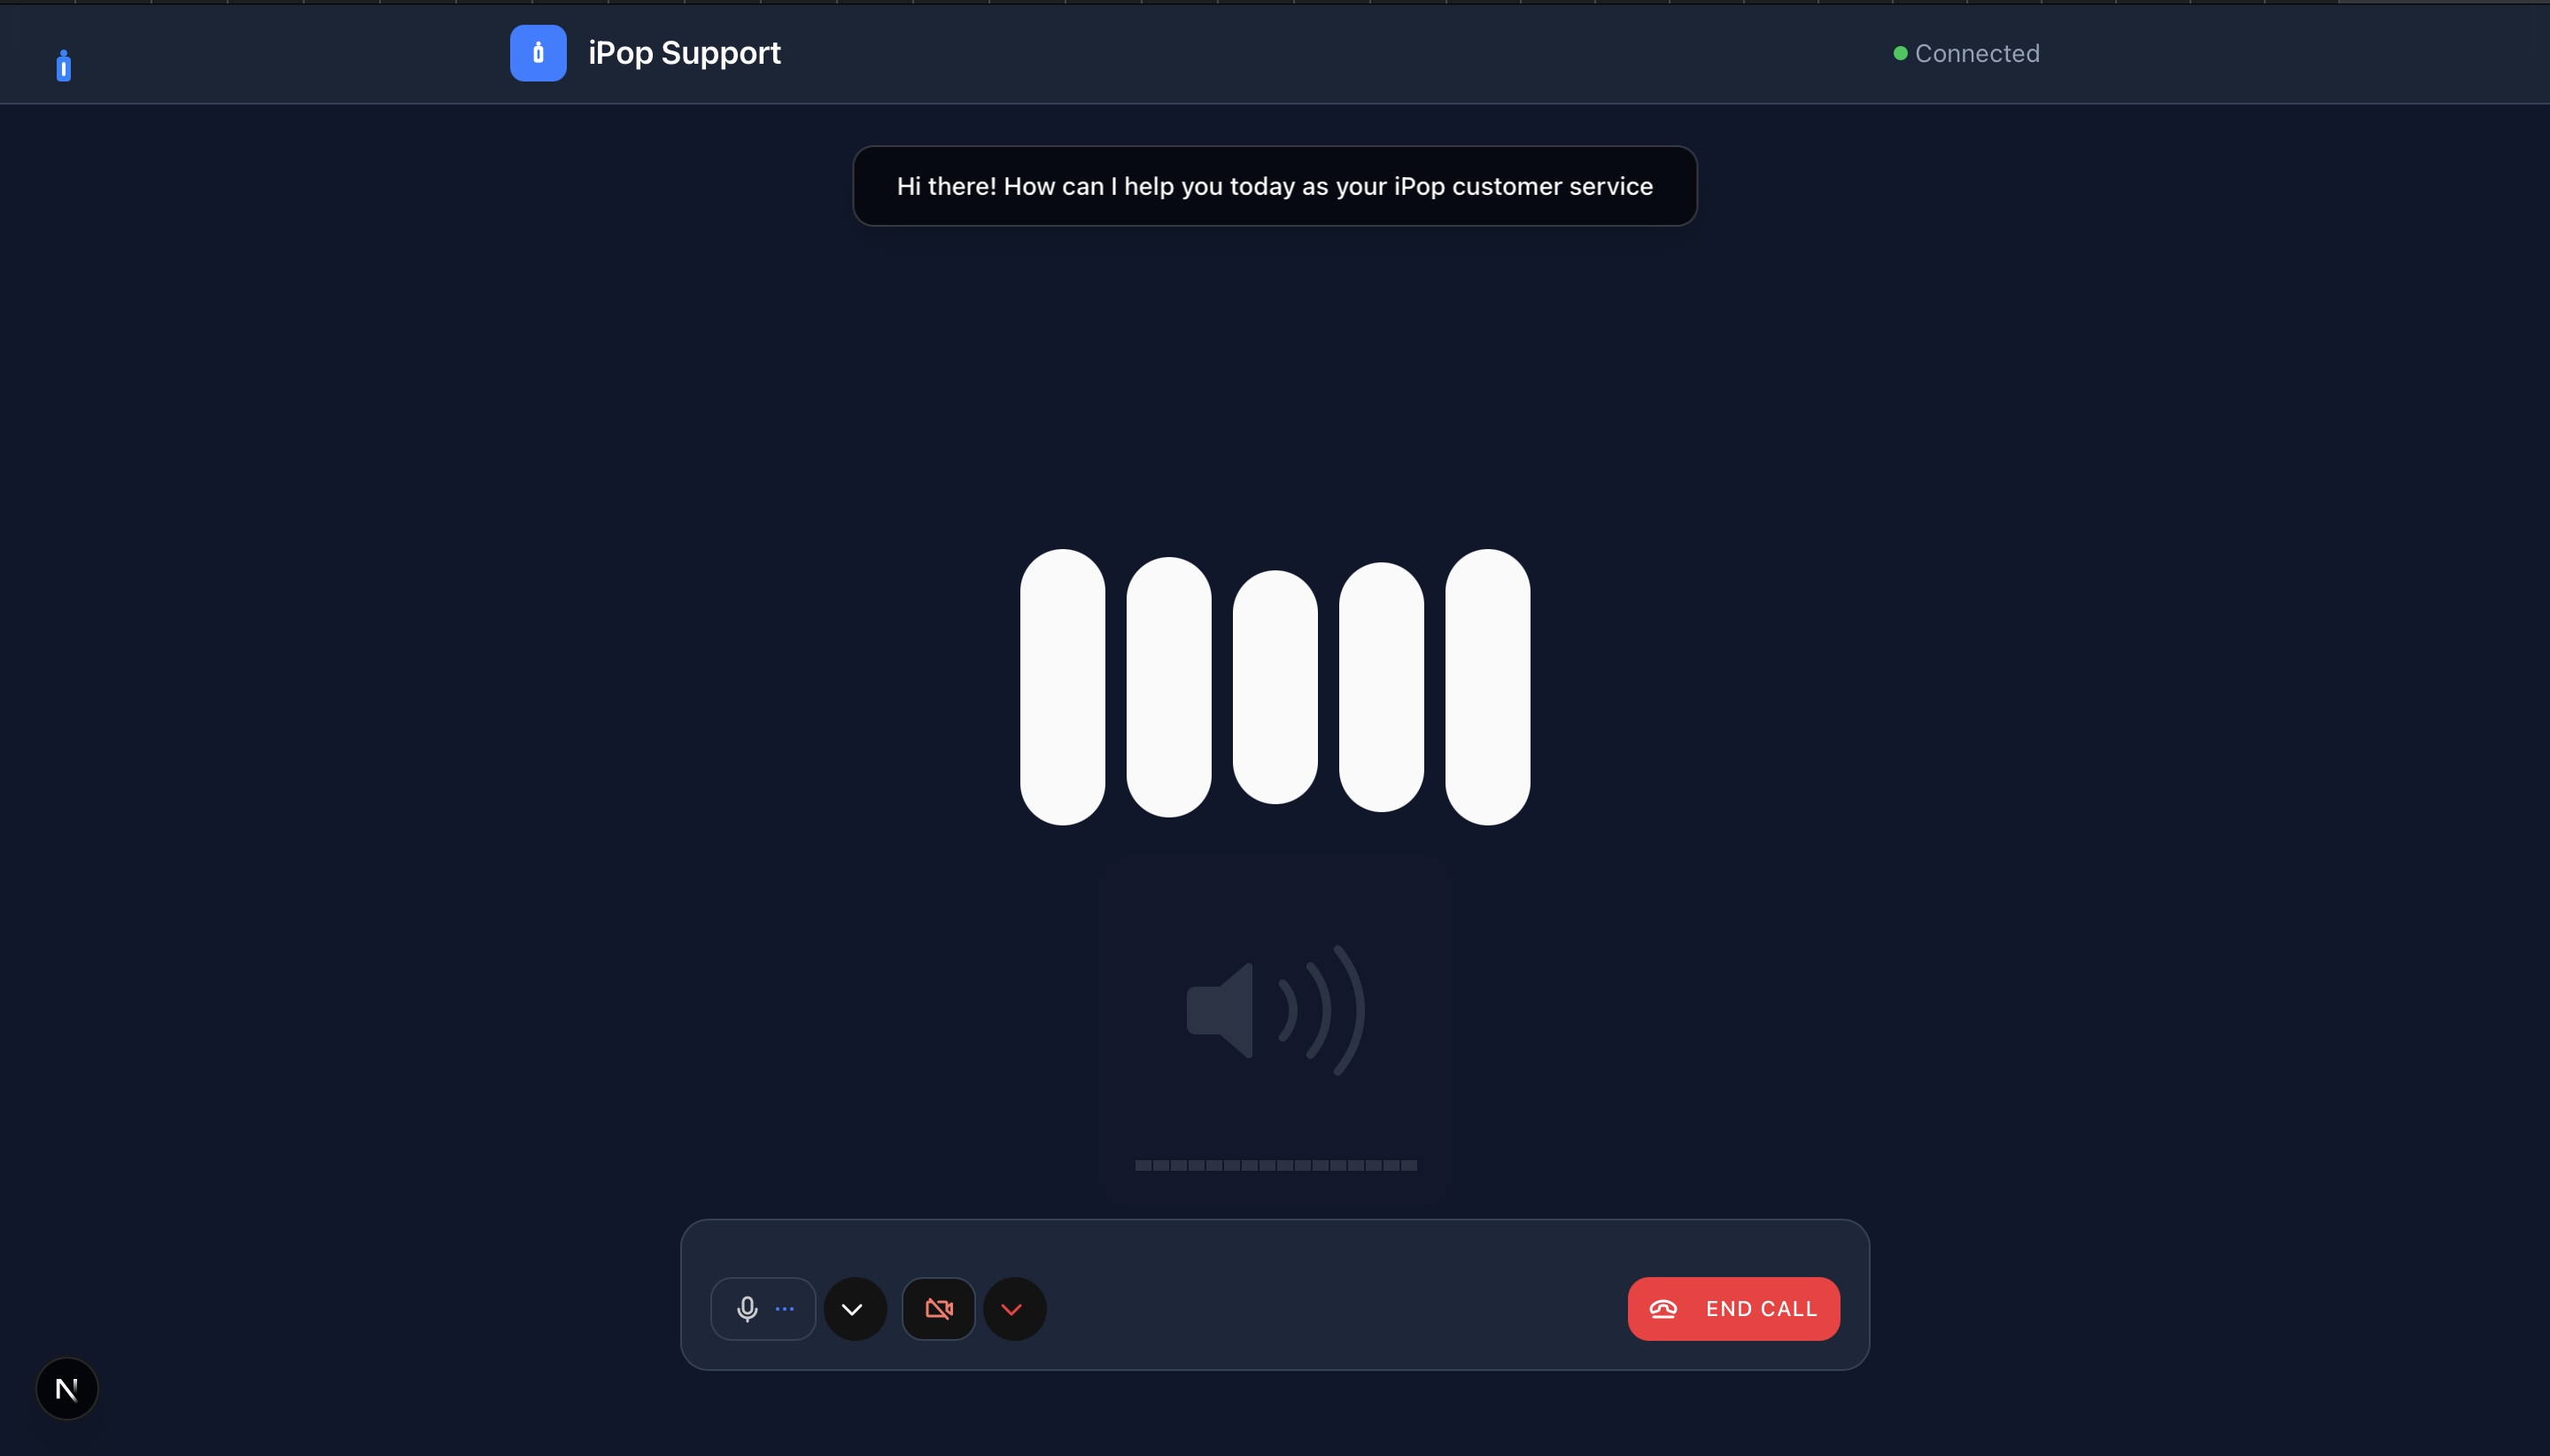 iPop Support
Connected
Hi there! How can I help you today as your iPop customer service
END CALL
N